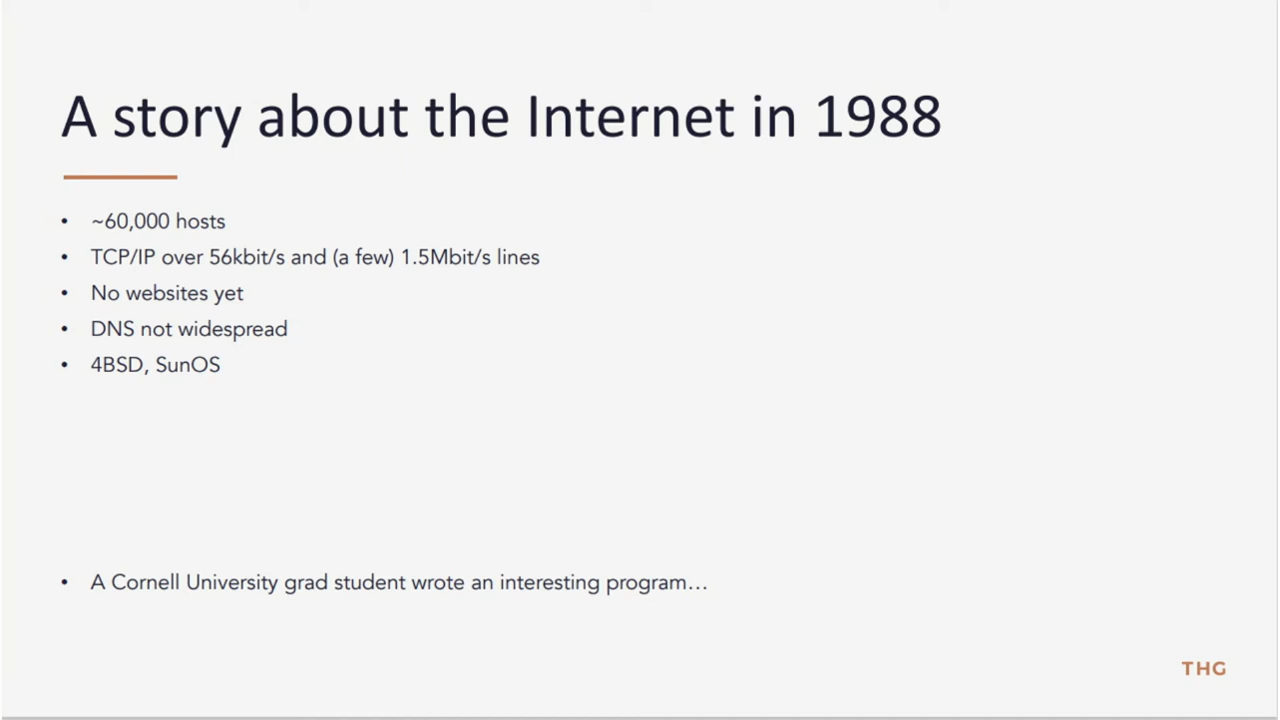 A story about the Internet in 1988
• ~60,000 hosts
• TCP/IP over 56kbit/s and (a few) 1.5Mbit/s lines
• No websites yet
• DNS not widespread
• 4BSD, SunOS
• A Cornell University grad student wrote an interesting program…
THG